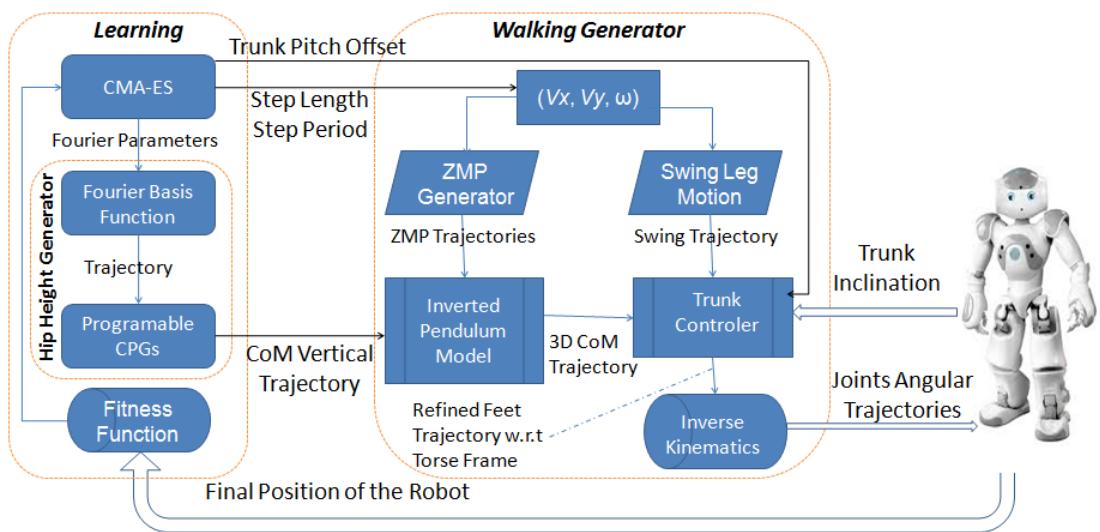 Learning
Walking Generator
Trunk Pitch Offset
CMA-ES
Step Length
Step Period
(Vx, Vy, ω)
Fourier Parameters
Hip Height Generator
Fourier Basis
Function
ZMP
Generator
Swing Leg
Motion
ZMP Trajectories
Swing Trajectory
Trajectory
Trunk
Inclination
Programable
CPGs
CoM Vertical
Trajectory
Inverted
Pendulum
Model
3D CoM
Trajectory
Trunk
Controler
Fitness
Function
Refined Feet
Trajectory w.r.t
Torse Frame
Inverse
Kinematics
Joints Angular
Trajectories
Final Position of the Robot